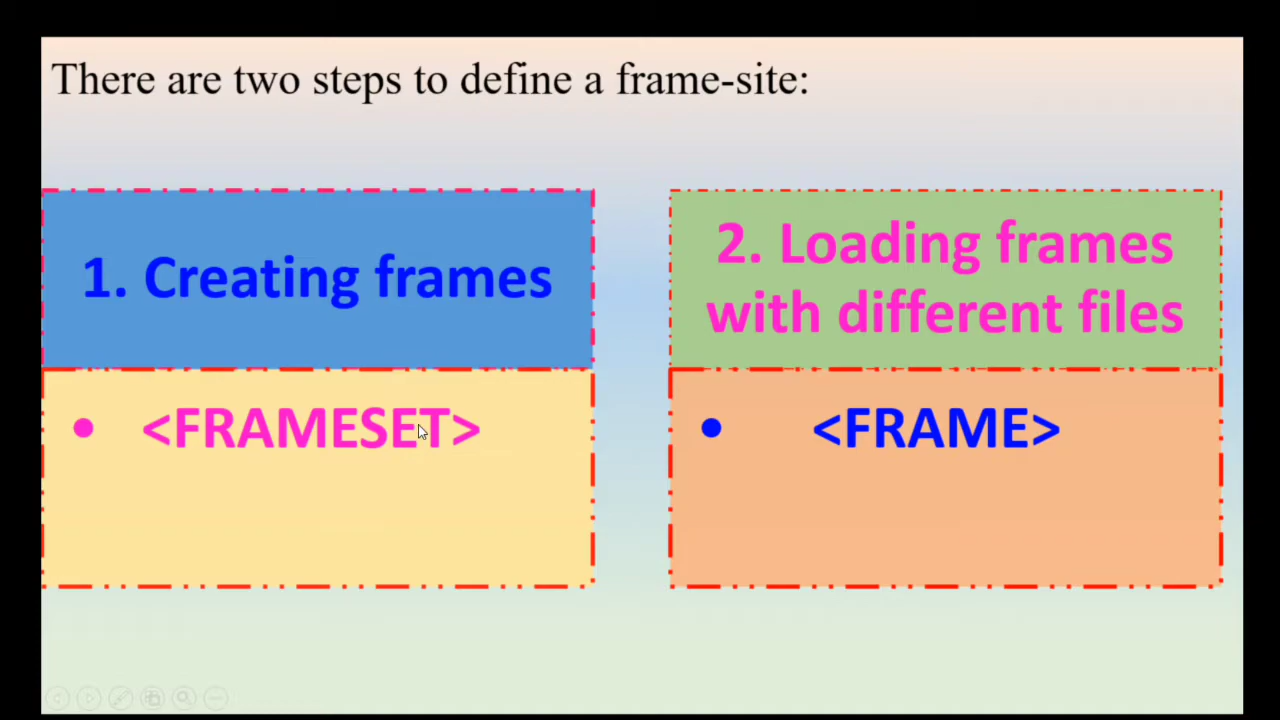 There are two steps to define a frame-site:
1. Creating frames
• <FRAMESET>
2. Loading frames
with different files
• <FRAME>